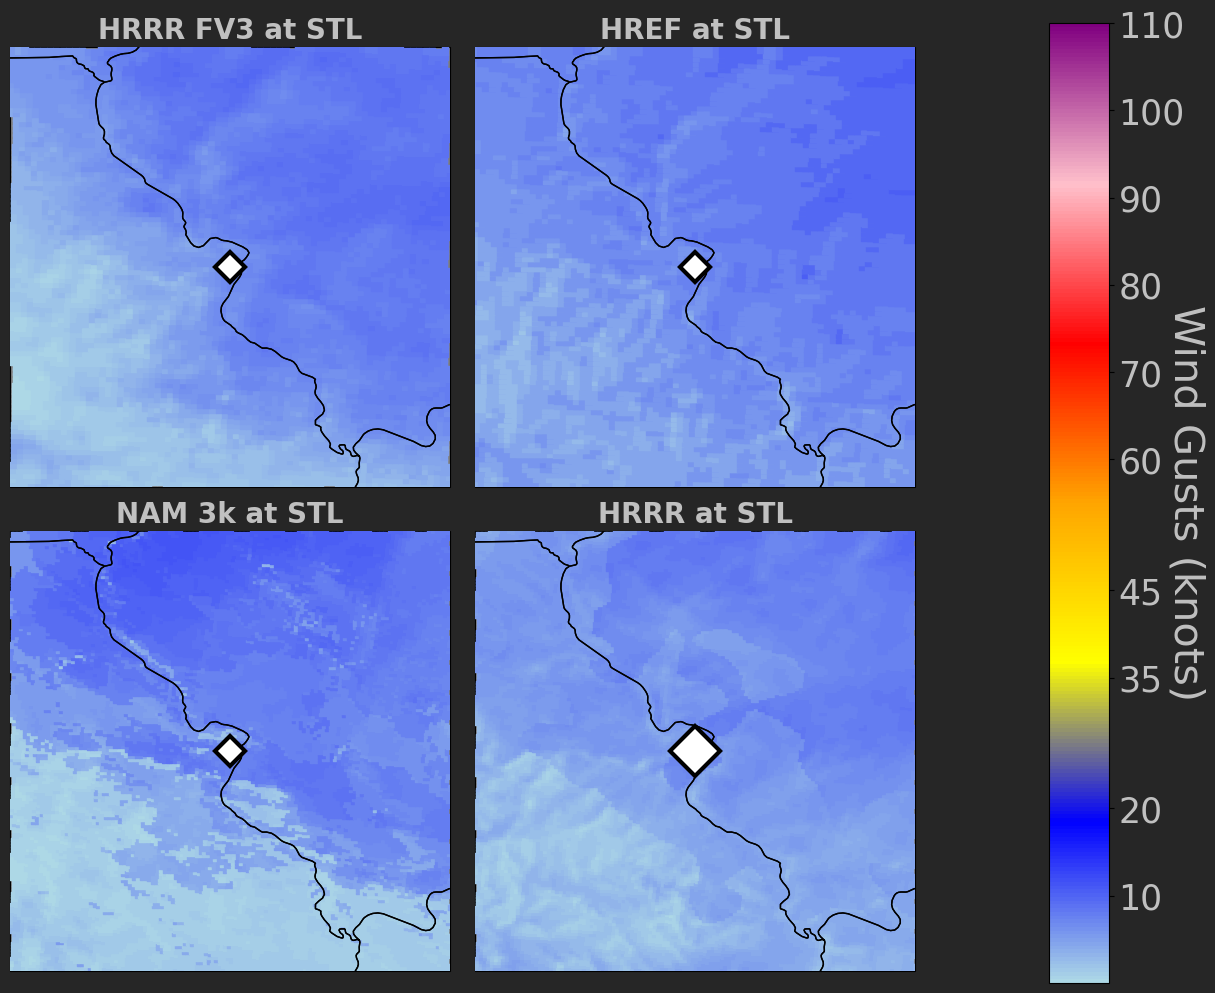 HRRR FV3 at STL
HREF at STL
NAM 3k at STL
HRRR at STL
110
100
90
80
70
60
45
35
20
10
Wind Gusts (knots)